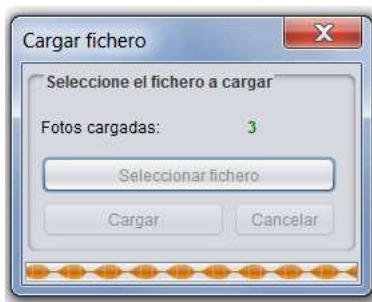 Cargar fichero
Seleccione el fichero a cargar
Fotos cargadas: 3
Seleccionar fichero
Cargar Cancelar